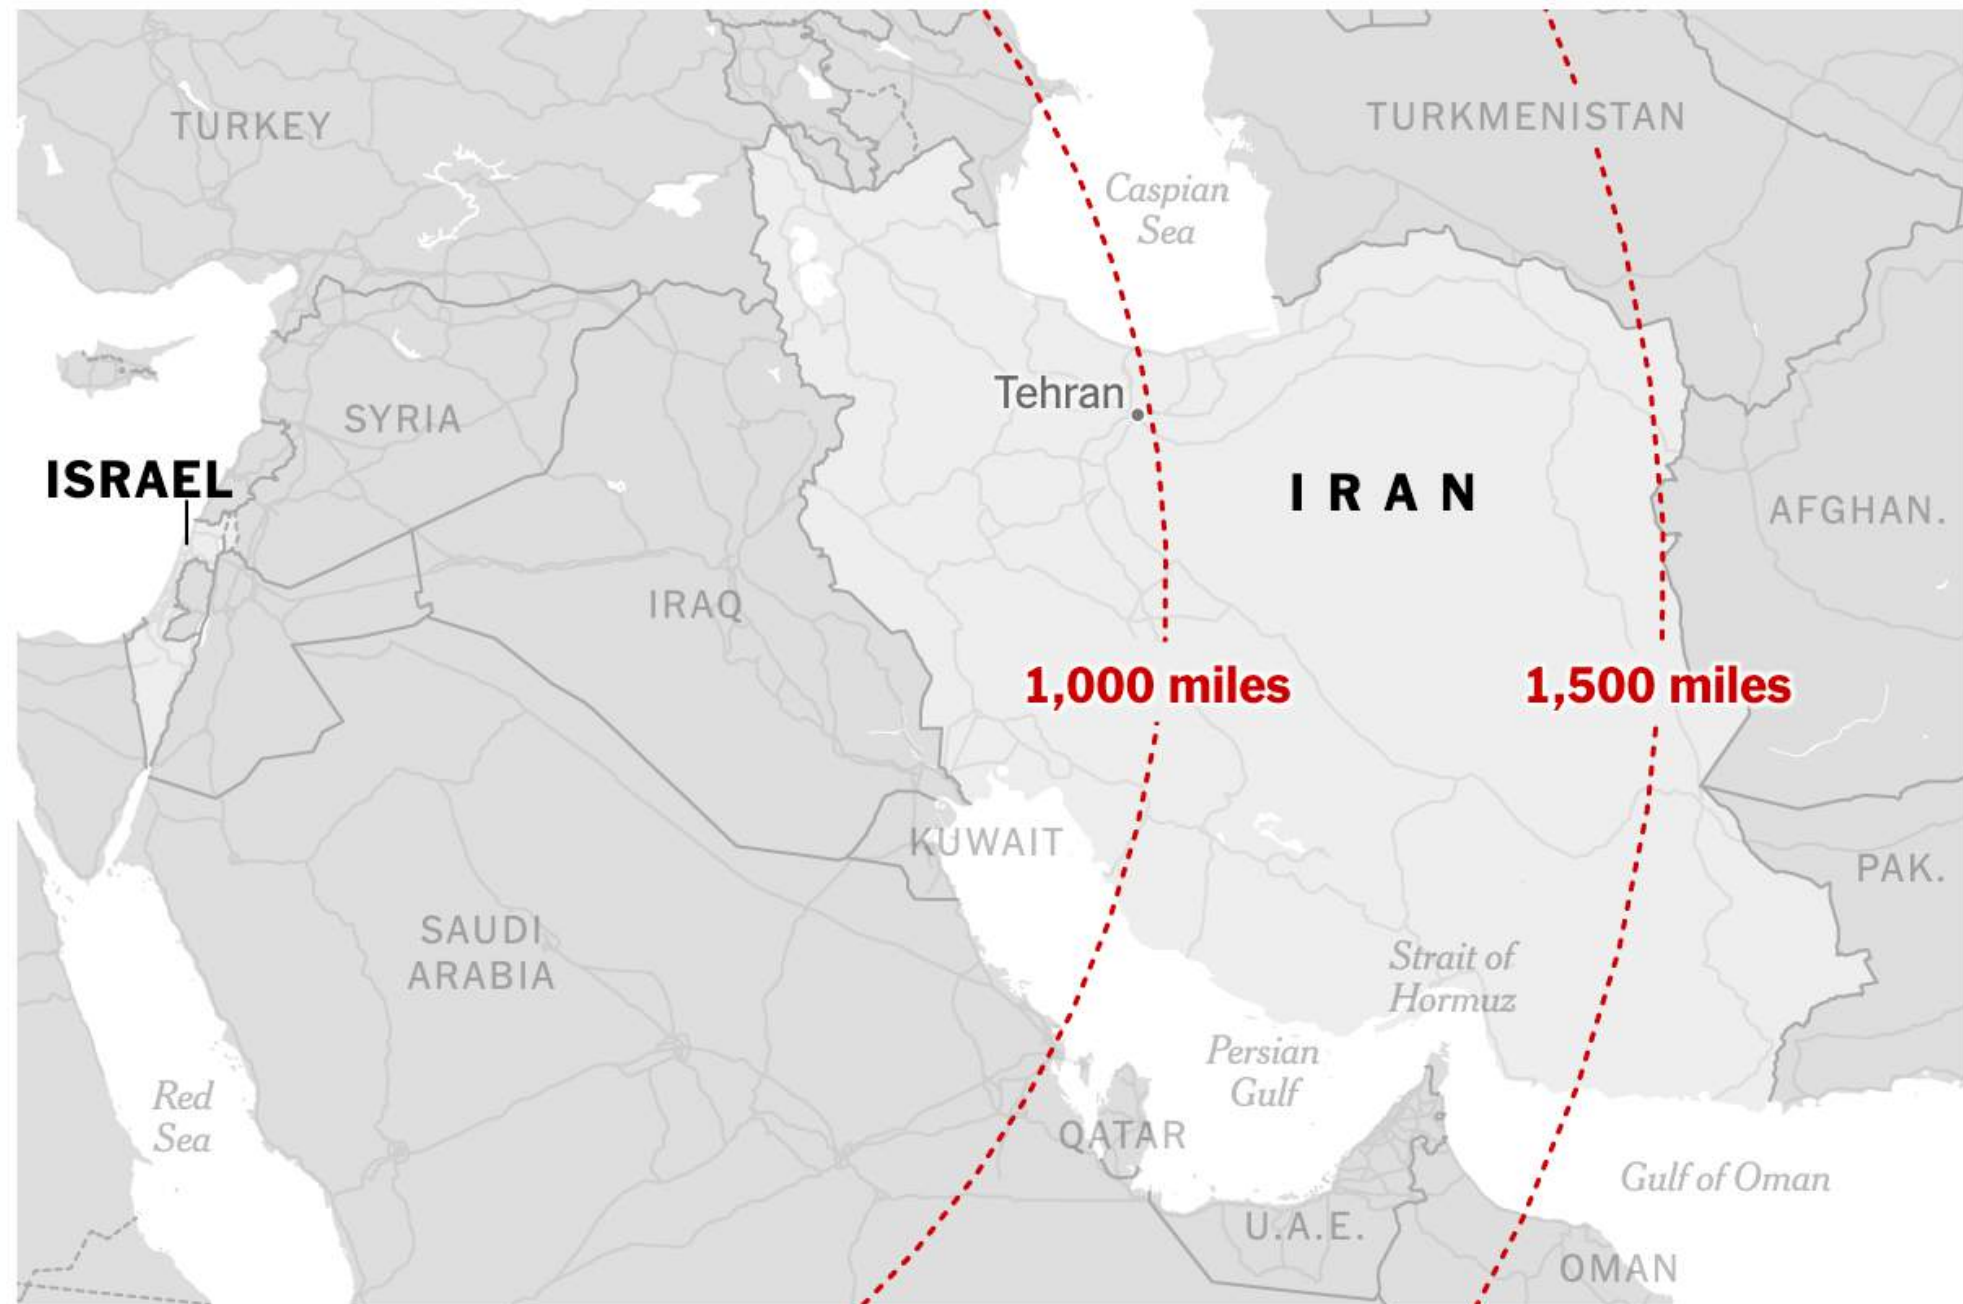 TURKEY
TURKMENISTAN
Caspian
Sea
Tehran
SYRIA
ISRAEL
IRAN
AFGHAN.
IRAQ
1,000 miles
1,500 miles
KUWAIT
PAK.
SAUDI
ARABIA
Strait of
Hormuz
Persian
Gulf
Red
Sea
QATAR
Gulf of Oman
U.A.E.
OMAN